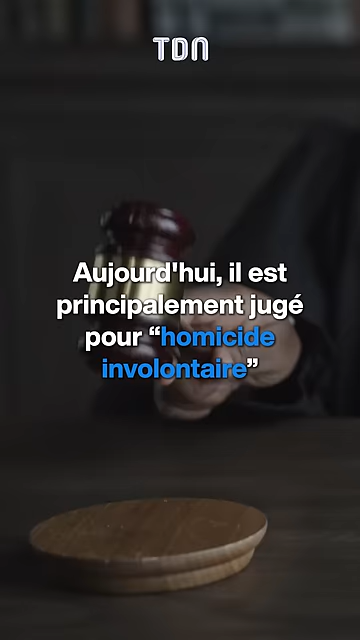 TDN
Aujourd'hui, il est
principalement jugé
pour “homicide
involontaire”